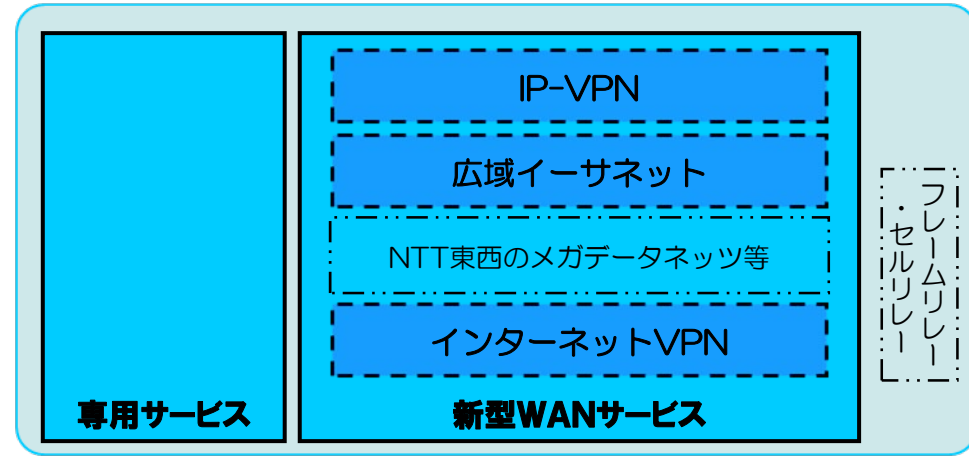 IP-VPN
広域イーサネット
NTT東西のメガデータネッツ等
インターネットVPN
専用サービス
新型WANサービス
フレームリレー
・セルリレー